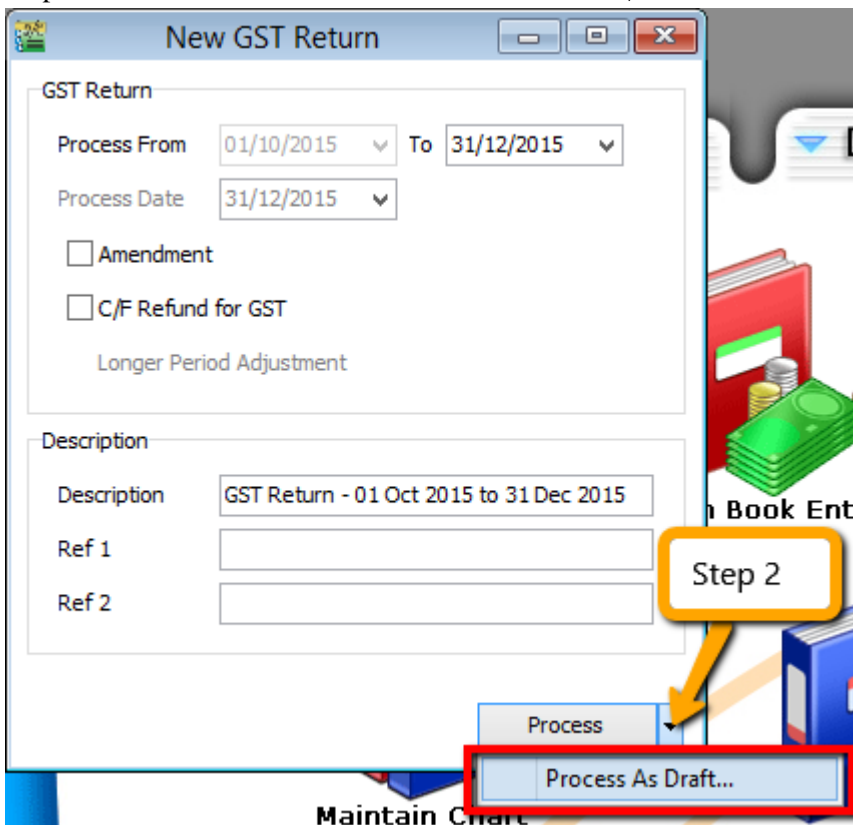 New GST Return
GST Return
Process From 01/10/2015 To 31/12/2015
Process Date 31/12/2015
Amendment
C/F Refund for GST
Longer Period Adjustment
Description
Description GST Return - 01 Oct 2015 to 31 Dec 2015
Book Ent
Ref 1
Step 2
Ref 2
Process
Process As Draft...
Maintain Chart